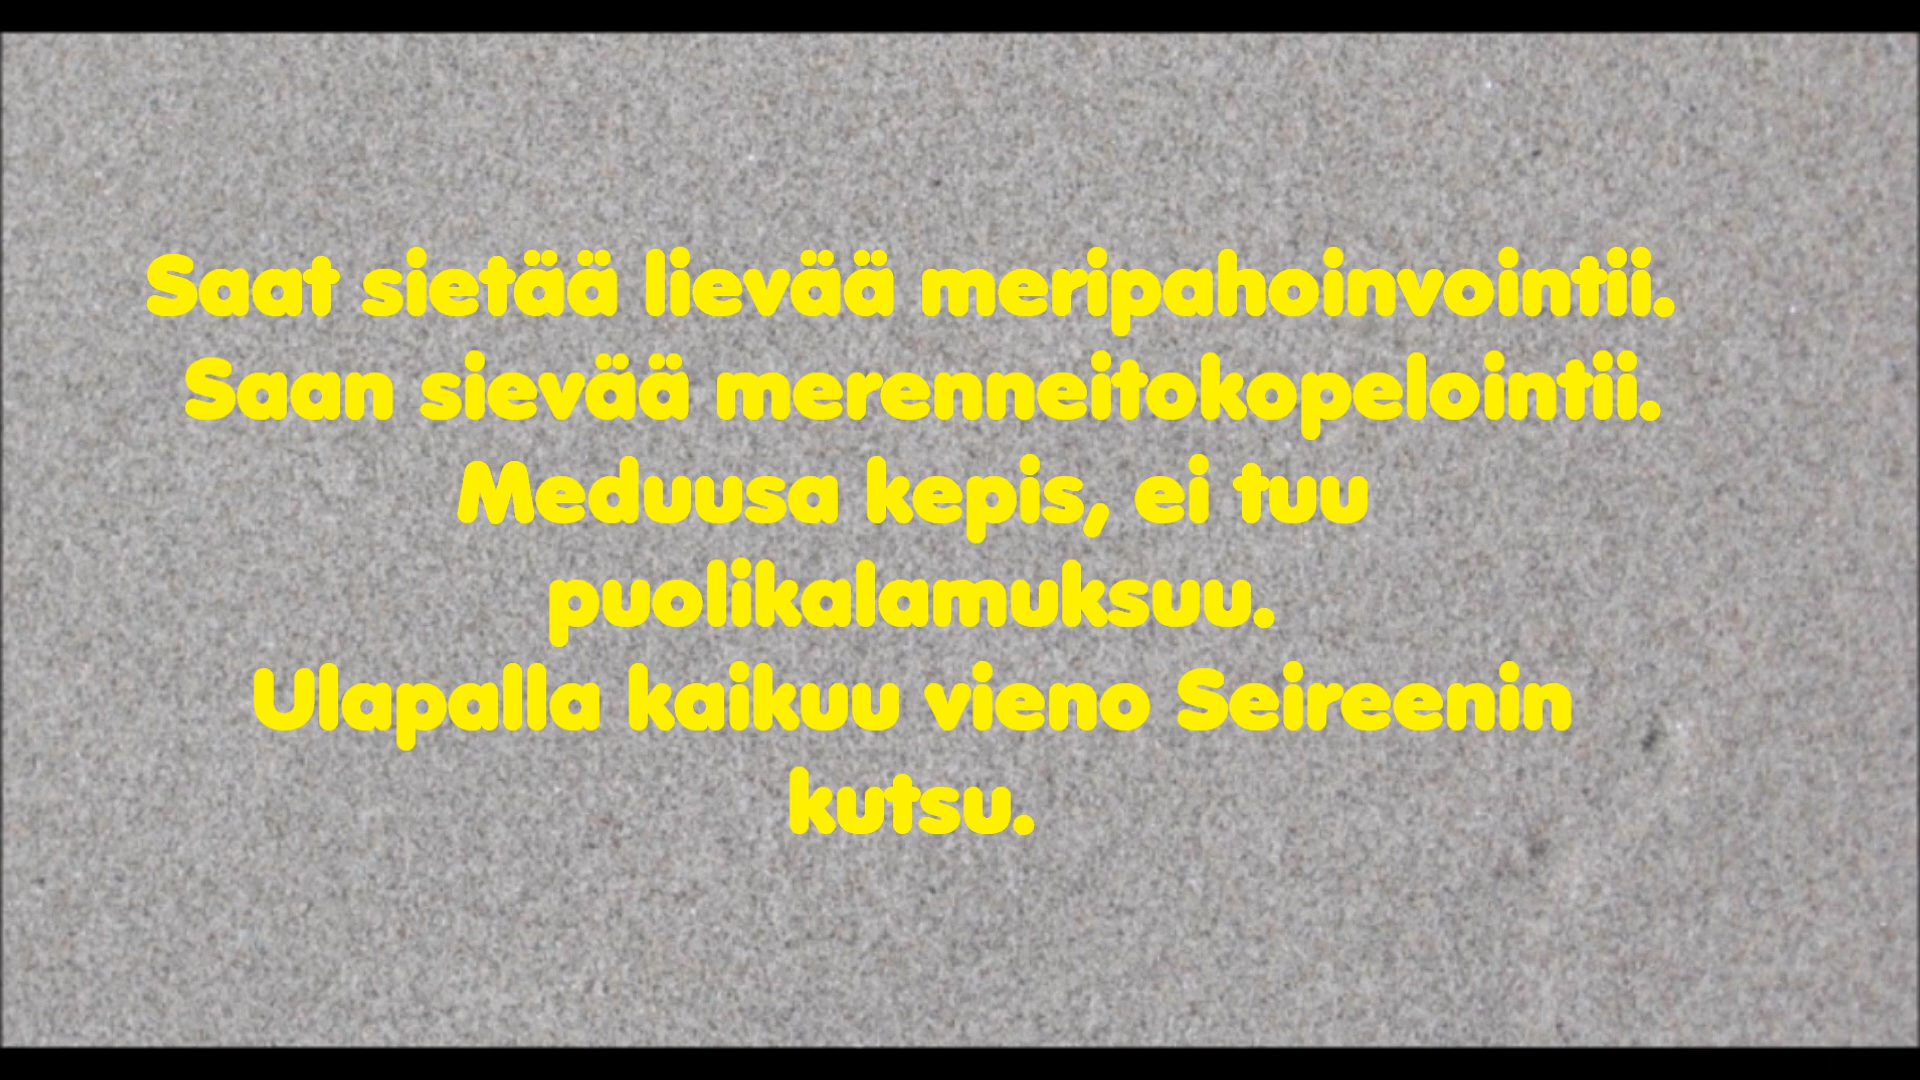 Saat sietää lievää meripahoinvointii.
Saan sievää merenneitokopelointii.
Meduusa kepis, ei tuu
puolikalamuksuu.
Ulapalla kaikuu vieno Seireenin
kutsu.